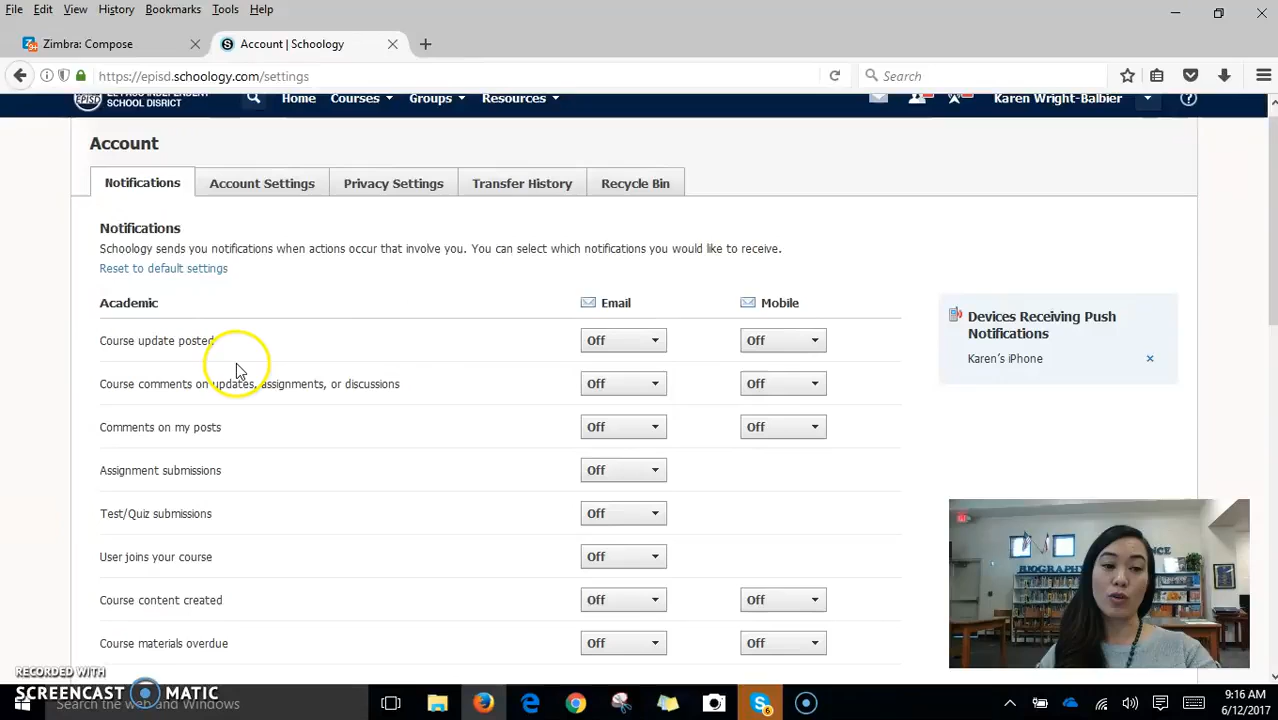 File Edit View History Bookmarks Tools Help
Zimbra: Compose
Account | Schoology
https://episd.schoology.com/settings
Search
EPISD
SCHOOL DISTRICT
Home Courses Groups Resources
Karen Wright-Balbier
Account
Notifications Account Settings Privacy Settings Transfer History Recycle Bin
Notifications
Schoology sends you notifications when actions occur that involve you. You can select which notifications you would like to receive.
Reset to default settings
Academic Email Mobile
Course update posted Off Off
Course comments on updates, assignments, or discussions Off Off
Comments on my posts Off Off
Assignment submissions Off
Test/Quiz submissions Off
User joins your course Off
Course content created Off Off
Course materials overdue Off Off
Devices Receiving Push
Notifications
Karen's iPhone
BIOGRAPHY
RECORDED WITH
SCREENCAST MATIC
Search the web and Windows
9:16 AM
6/12/2017